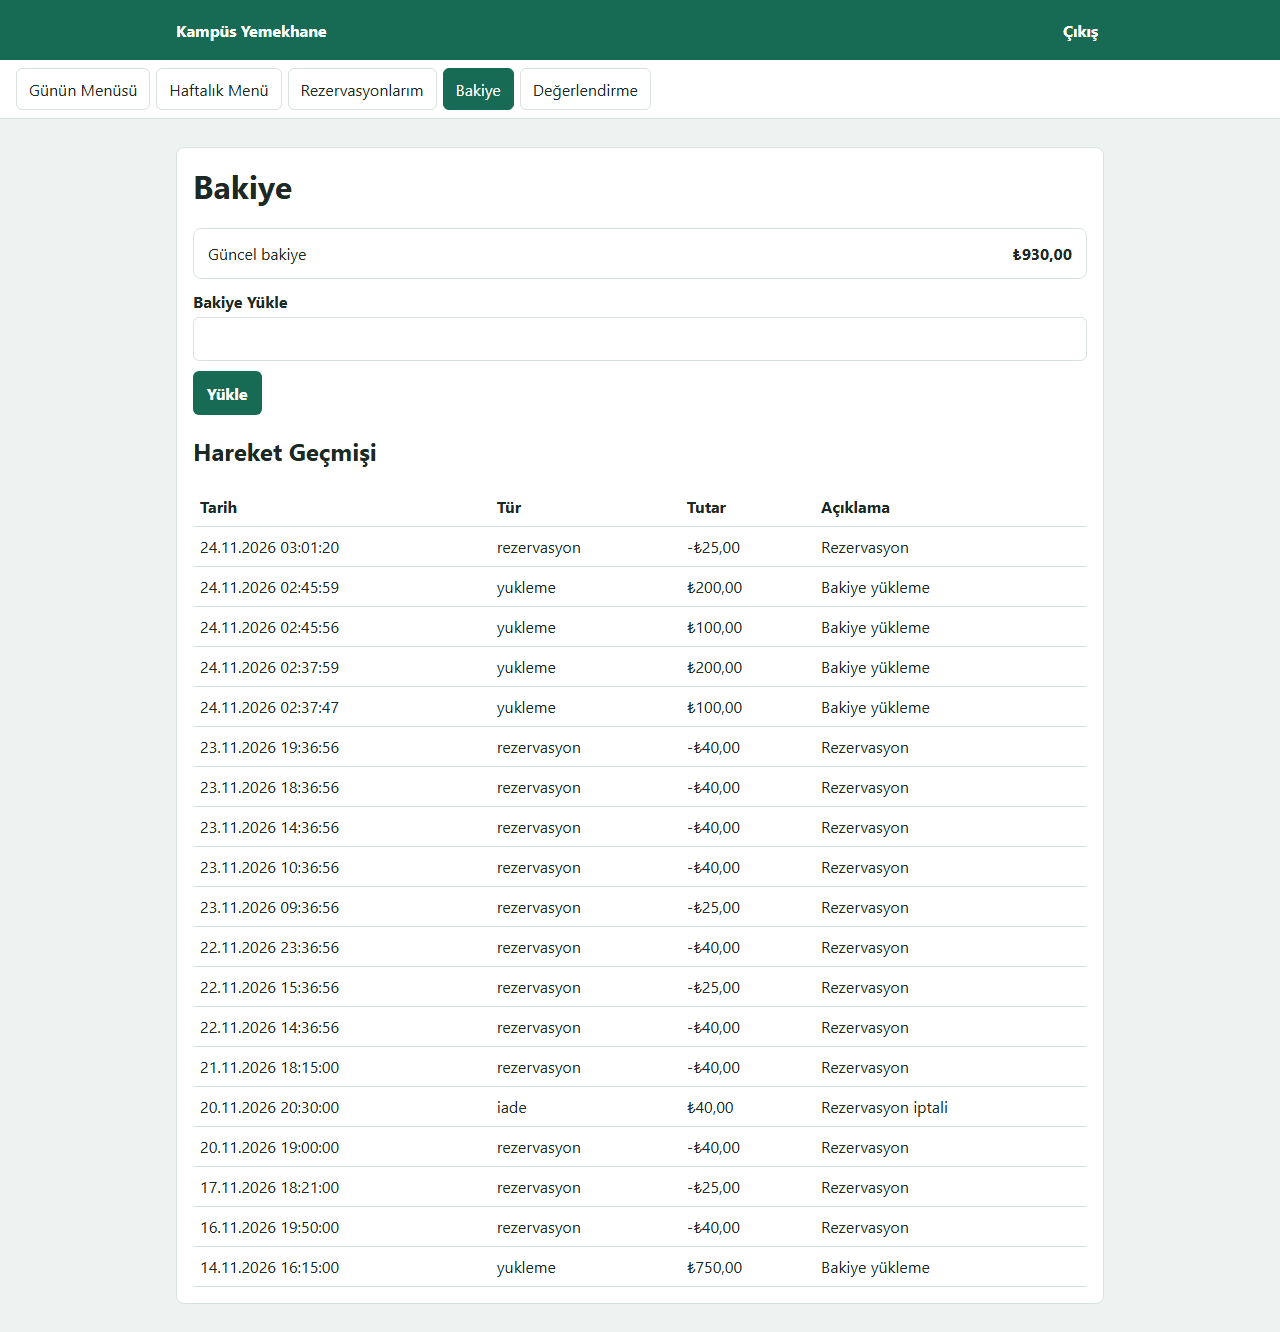 Kampüs Yemekhane Çıkış
Günün Menüsü Haftalık Menü Rezervasyonlarım Bakiye Değerlendirme
Bakiye
Güncel bakiye ₺930,00
Bakiye Yükle
Yükle
Hareket Geçmişi
Tarih Tür Tutar Açıklama
24.11.2026 03:01:20 rezervasyon -₺25,00 Rezervasyon
24.11.2026 02:45:59 yukleme ₺200,00 Bakiye yükleme
24.11.2026 02:45:56 yukleme ₺100,00 Bakiye yükleme
24.11.2026 02:37:59 yukleme ₺200,00 Bakiye yükleme
24.11.2026 02:37:47 yukleme ₺100,00 Bakiye yükleme
23.11.2026 19:36:56 rezervasyon -₺40,00 Rezervasyon
23.11.2026 18:36:56 rezervasyon -₺40,00 Rezervasyon
23.11.2026 14:36:56 rezervasyon -₺40,00 Rezervasyon
23.11.2026 10:36:56 rezervasyon -₺40,00 Rezervasyon
23.11.2026 09:36:56 rezervasyon -₺25,00 Rezervasyon
22.11.2026 23:36:56 rezervasyon -₺40,00 Rezervasyon
22.11.2026 15:36:56 rezervasyon -₺25,00 Rezervasyon
22.11.2026 14:36:56 rezervasyon -₺40,00 Rezervasyon
21.11.2026 18:15:00 rezervasyon -₺40,00 Rezervasyon
20.11.2026 20:30:00 iade ₺40,00 Rezervasyon iptali
20.11.2026 19:00:00 rezervasyon -₺40,00 Rezervasyon
17.11.2026 18:21:00 rezervasyon -₺25,00 Rezervasyon
16.11.2026 19:50:00 rezervasyon -₺40,00 Rezervasyon
14.11.2026 16:15:00 yukleme ₺750,00 Bakiye yükleme